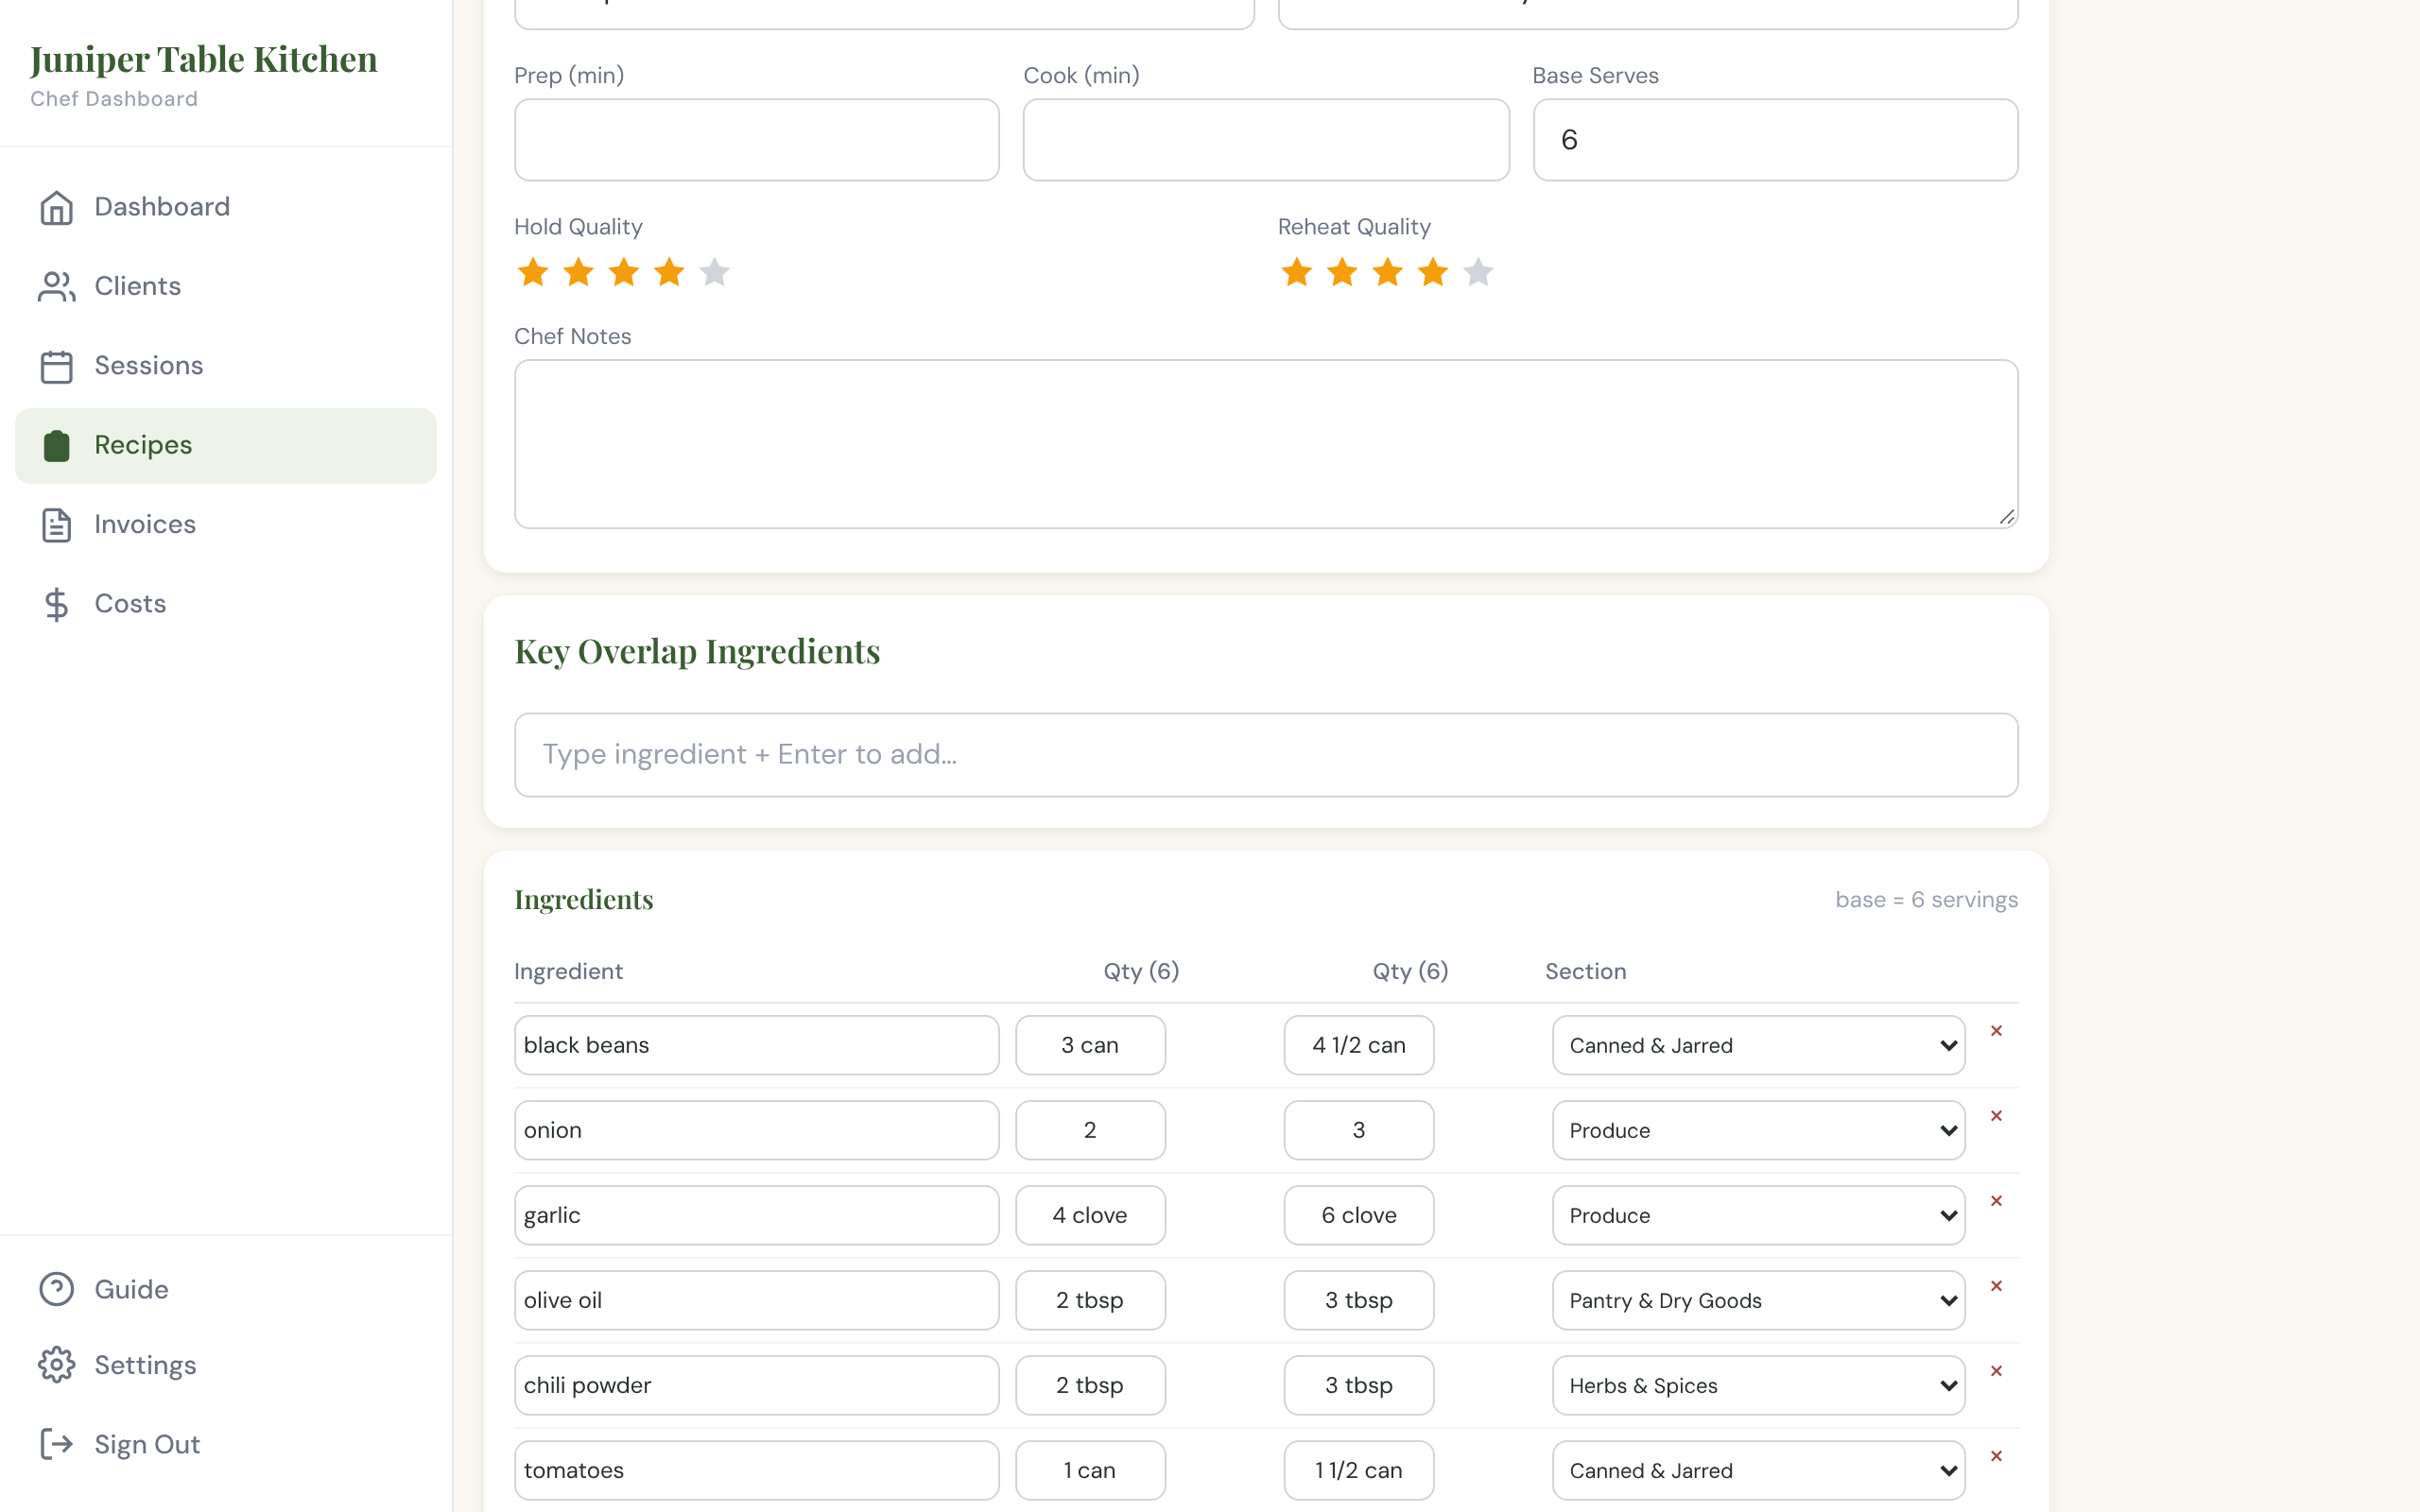 Juniper Table Kitchen
Chef Dashboard
Dashboard
Clients
Sessions
Recipes
Invoices
Costs
Guide
Settings
Sign Out
Prep (min) Cook (min) Base Serves
6
Hold Quality Reheat Quality
Chef Notes
Key Overlap Ingredients
Type ingredient + Enter to add...
Ingredients base = 6 servings
Ingredient Qty (6) Qty (6) Section
black beans 3 can 4 1/2 can Canned & Jarred ×
onion 2 3 Produce ×
garlic 4 clove 6 clove Produce ×
olive oil 2 tbsp 3 tbsp Pantry & Dry Goods ×
chili powder 2 tbsp 3 tbsp Herbs & Spices ×
tomatoes 1 can 1 1/2 can Canned & Jarred ×